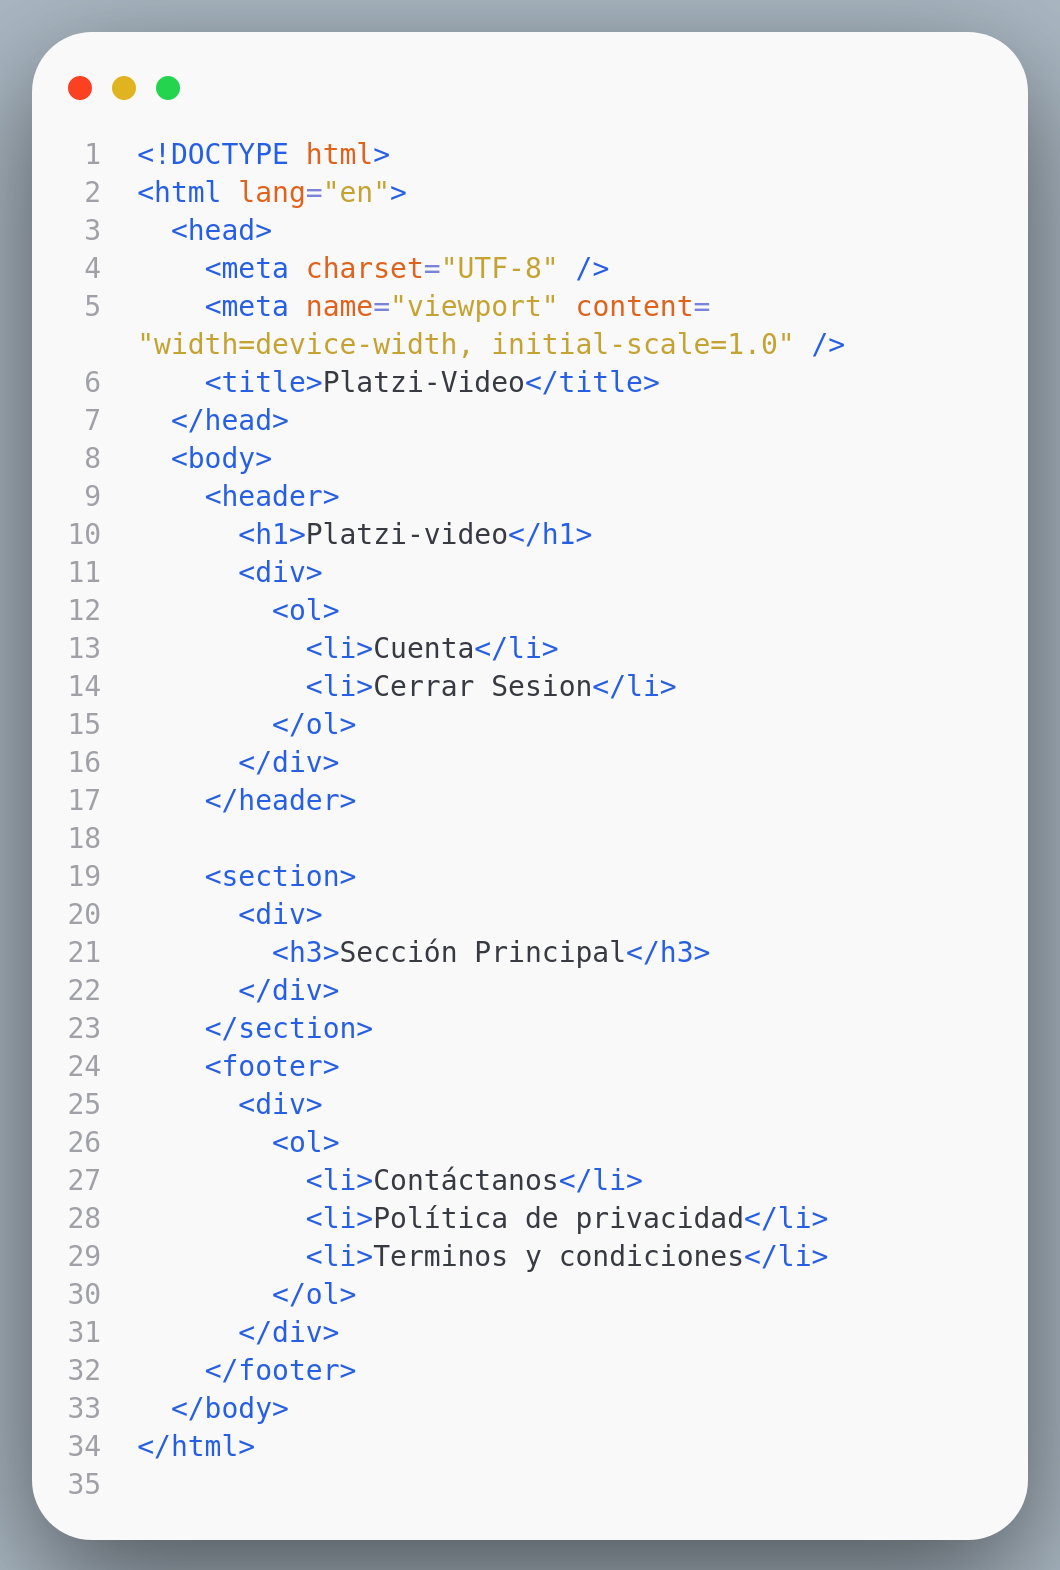 1 <!DOCTYPE html>
2 <html lang="en">
3   <head>
4     <meta charset="UTF-8" />
5     <meta name="viewport" content=
"width=device-width, initial-scale=1.0" />
6     <title>Platzi-Video</title>
7   </head>
8   <body>
9     <header>
10       <h1>Platzi-video</h1>
11       <div>
12         <ol>
13           <li>Cuenta</li>
14           <li>Cerrar Sesion</li>
15         </ol>
16       </div>
17     </header>
18
19     <section>
20       <div>
21         <h3>Sección Principal</h3>
22       </div>
23     </section>
24     <footer>
25       <div>
26         <ol>
27           <li>Contáctanos</li>
28           <li>Política de privacidad</li>
29           <li>Terminos y condiciones</li>
30         </ol>
31       </div>
32     </footer>
33   </body>
34 </html>
35